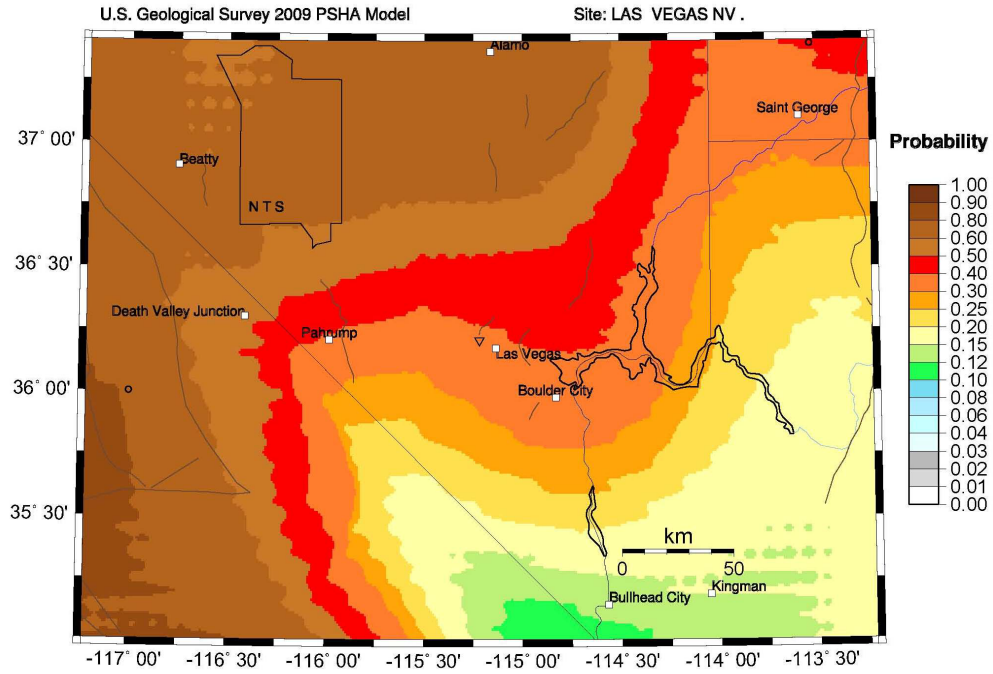 U.S. Geological Survey 2009 PSHA Model Site: LAS VEGAS NV .
Alamo
Saint George
37° 00'
Beatty
Probability
N T S
36° 30'
Death Valley Junction
Pahrump
Las Vegas
36° 00'
Boulder City
35° 30'
km
0 50
Kingman
Bullhead City
1.00
0.90
0.80
0.60
0.50
0.40
0.30
0.25
0.20
0.15
0.12
0.10
0.08
0.06
0.04
0.03
0.02
0.01
0.00
-117° 00' -116° 30' -116° 00' -115° 30' -115° 00' -114° 30' -114° 00' -113° 30'